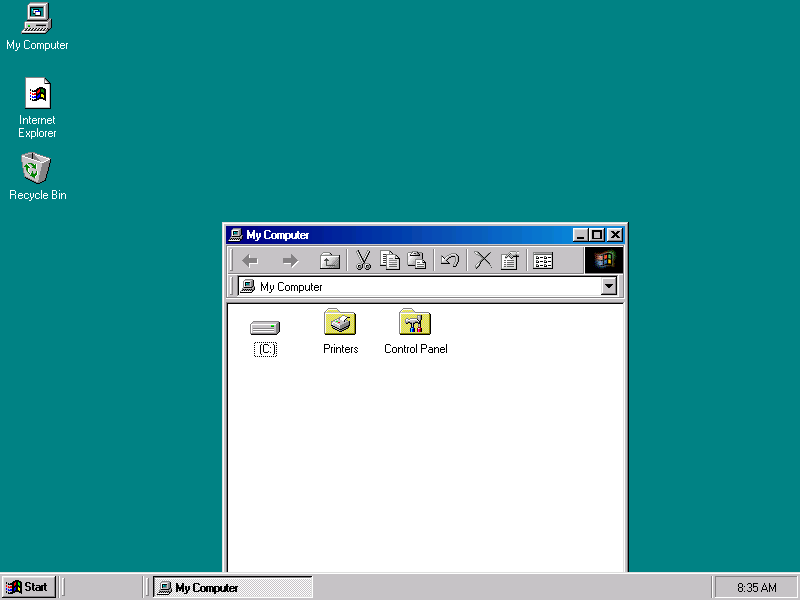 My Computer
Internet
Explorer
Recycle Bin
My Computer
My Computer
(C:)
Printers
Control Panel
Start
My Computer
8:35 AM